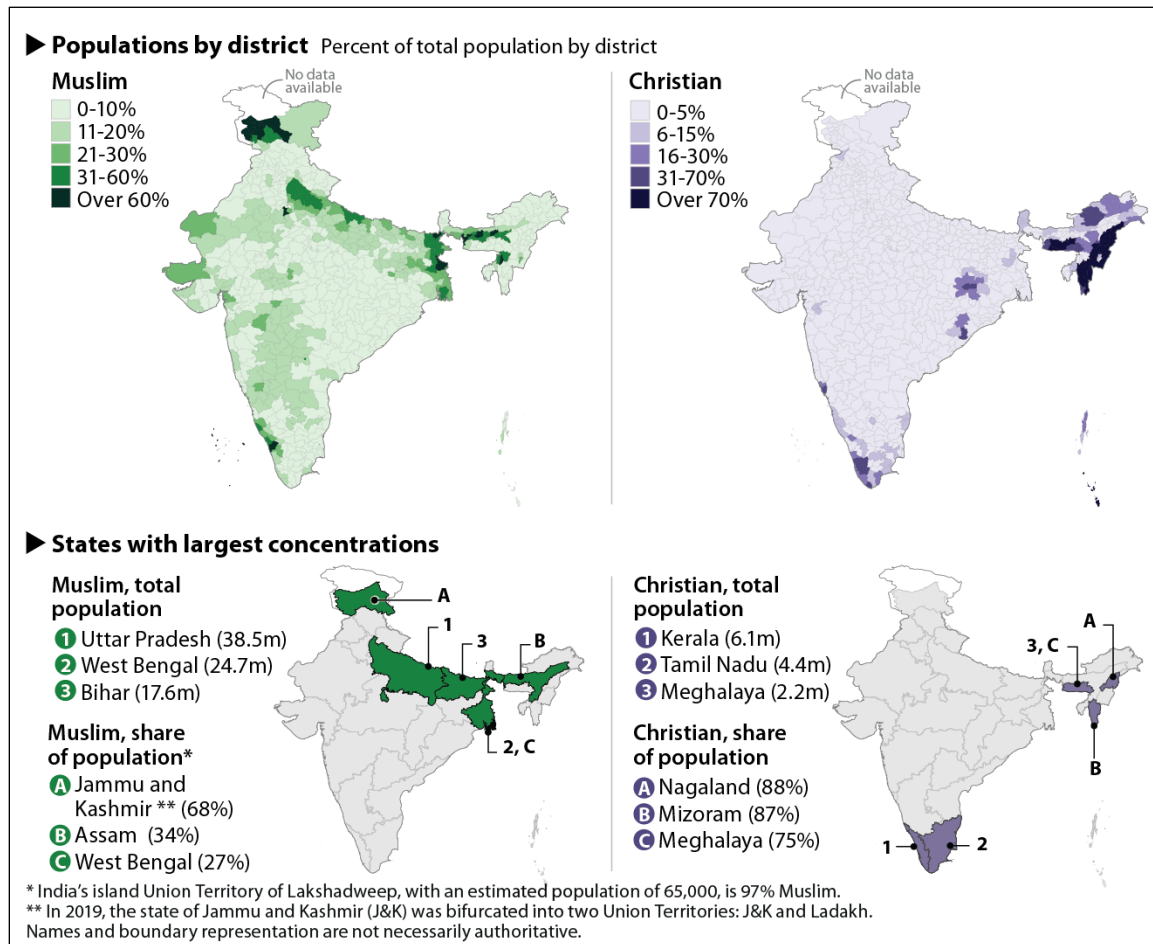 ▶ Populations by district Percent of total population by district
Muslim
0-10%
11-20%
21-30%
31-60%
Over 60%
No data
available
Christian
0-5%
6-15%
16-30%
31-70%
Over 70%
No data
available
▶ States with largest concentrations
Muslim, total
population
1 Uttar Pradesh (38.5m)
2 West Bengal (24.7m)
3 Bihar (17.6m)
Muslim, share
of population*
A Jammu and
Kashmir ** (68%)
B Assam (34%)
C West Bengal (27%)
A
1
3
B
2, C
Christian, total
population
1 Kerala (6.1m)
2 Tamil Nadu (4.4m)
3 Meghalaya (2.2m)
Christian, share
of population
A Nagaland (88%)
B Mizoram (87%)
C Meghalaya (75%)
A
3, C
B
1
2
* India's island Union Territory of Lakshadweep, with an estimated population of 65,000, is 97% Muslim.
** In 2019, the state of Jammu and Kashmir (J&K) was bifurcated into two Union Territories: J&K and Ladakh.
Names and boundary representation are not necessarily authoritative.